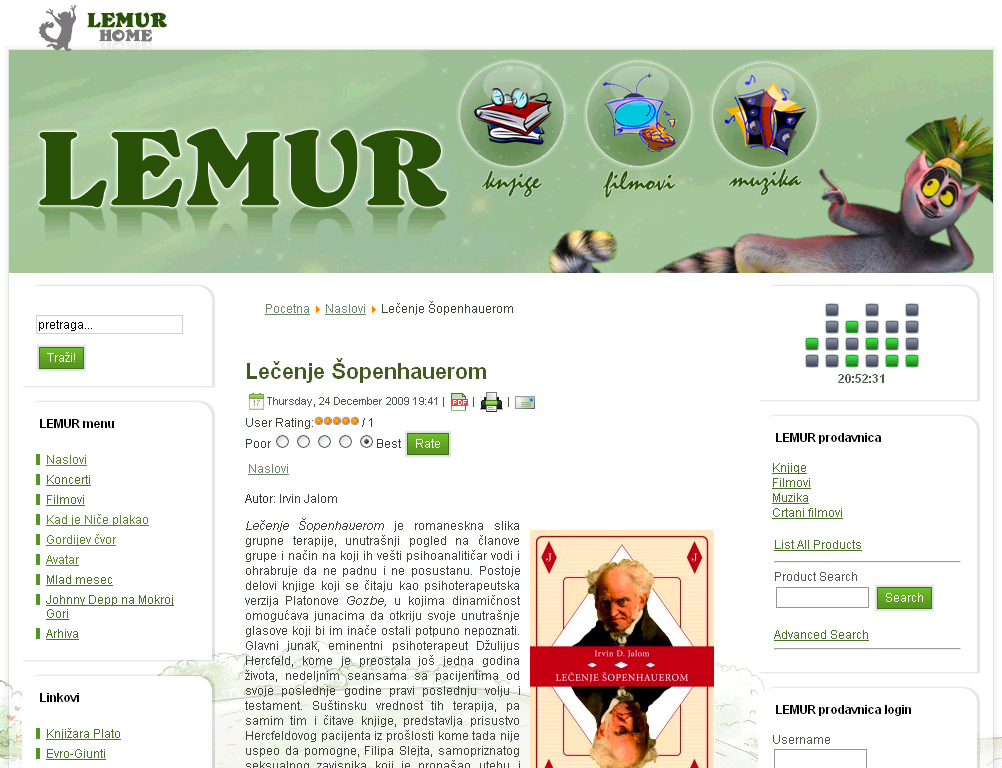 LEMUR
HOME
LEMUR
knjige
filmovi
muzika
pretraga...
Traži!
LEMUR menu
Naslovi
Koncerti
Filmovi
Kad je Niče plakao
Gordijev čvor
Avatar
Mlad mesec
Johnny Depp na Mokroj
Gori
Arhiva
Linkovi
Knjižara Plato
Evro-Giunti
Pocetna Naslovi Lečenje Šopenhauerom
Lečenje Šopenhauerom
17 Thursday, 24 December 2009 19:41 | PDF | |
User Rating: / 1
Poor Best Rate
Naslovi
Autor: Irvin Jalom
Lečenje Šopenhauerom je romaneskna slika
grupne terapije, unutrašnji pogled na članove
grupe i način na koji ih vešti psihoanalitičar vodi i
ohrabruje da ne padnu i ne posustanu. Postoje
delovi knjige koji se čitaju kao psihoterapeutska
verzija Platonove Gozbe, u kojima dinamičnost
omogućava junacima da otkriju svoje unutrašnje
glasove koji bi im inače ostali potpuno nepoznati.
Glavni junak, eminentni psihoterapeut Džulijus
Hercfeld, kome je preostala još jedna godina
života, nedeljnim seansama sa pacijentima od
svoje poslednje godine pravi poslednju volju i
testament. Suštinsku vrednost tih terapija, pa
samim tim i čitave knjige, predstavlja prisustvo
Hercfeldovog pacijenta iz prošlosti kome tada nije
uspeo da pomogne, Filipa Slejta, samopriznatog
seksualnog zavisnika koji je pronašao utehu i
J
J
Irvin D. Jalom
LEČENJE ŠOPENHAUEROM
20:52:31
LEMUR prodavnica
Knjige
Filmovi
Muzika
Crtani filmovi
List All Products
Product Search
Search
Advanced Search
LEMUR prodavnica login
Username